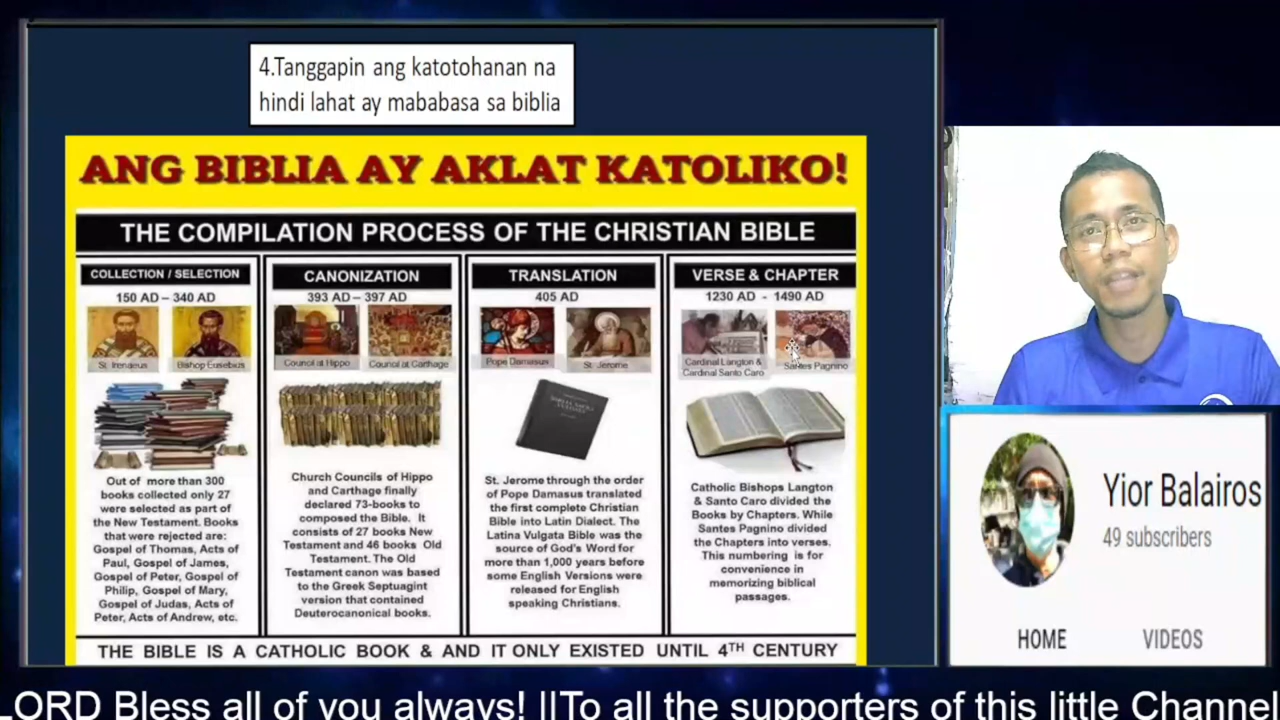 4.Tanggapin ang katotohanan na
hindi lahat ay mababasa sa biblia
ANG BIBLIA AY AKLAT KATOLIKO!
THE COMPILATION PROCESS OF THE CHRISTIAN BIBLE
COLLECTION / SELECTION
150 AD – 340 AD
St. Irenaeus
Bishop Eusebius
Out of more than 300
books collected only 27
were selected as part of
the New Testament. Books
that were rejected are:
Gospel of Thomas, Acts of
Paul, Gospel of James,
Gospel of Peter, Gospel of
Philip, Gospel of Mary,
Gospel of Judas, Acts of
Peter, Acts of Andrew, etc.
CANONIZATION
393 AD – 397 AD
Council at Hippo
Council at Carthage
Church Councils of Hippo
and Carthage finally
declared 73-books to
composed the Bible. It
consists of 27 books New
Testament and 46 books Old
Testament. The Old
Testament canon was based
to the Greek Septuagint
version that contained
Deuterocanonical books.
TRANSLATION
405 AD
Pope Damasus
St. Jerome
St. Jerome through the order
of Pope Damasus translated
the first complete Christian
Bible into Latin Dialect. The
Latina Vulgata Bible was the
source of God's Word for
more than 1,000 years before
some English Versions were
released for English
speaking Christians.
VERSE & CHAPTER
1230 AD - 1490 AD
Cardinal Langton &
Cardinal Santo Caro
Santes Pagnino
Catholic Bishops Langton
& Santo Caro divided the
Books by Chapters. While
Santes Pagnino divided
the Chapters into verses.
This numbering is for
convenience in
memorizing biblical
passages.
THE BIBLE IS A CATHOLIC BOOK & AND IT ONLY EXISTED UNTIL 4TH CENTURY
Yior Balairos
49 subscribers
HOME VIDEOS
ORD Bless all of you always! ||To all the supporters of this little Channel